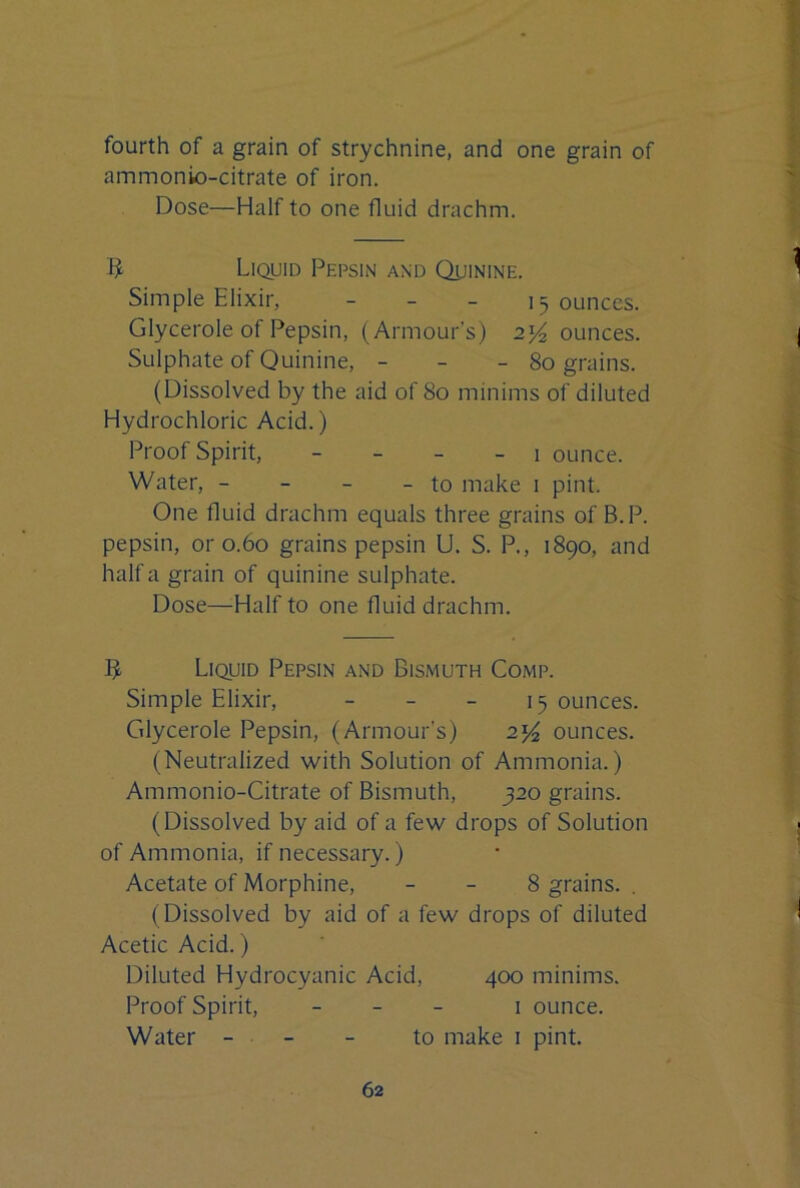 fourth of a grain of strychnine, and one grain of
ammonio-citrate of iron.
Dose—Half to one fluid drachm.
℞ Liquid Pepsin and Quinine.
Simple Elixir, - - - 15 ounces.
Glycerole of Pepsin, (Armour's) 2½ ounces.
Sulphate of Quinine, - - - 80 grains.
(Dissolved by the aid of 80 minims of diluted
Hydrochloric Acid.)
Proof Spirit, - - - - 1 ounce.
Water, - - - - to make 1 pint.
One fluid drachm equals three grains of B.P.
pepsin, or 0.60 grains pepsin U. S. P., 1890, and
half a grain of quinine sulphate.
Dose—Half to one fluid drachm.
℞ Liquid Pepsin and Bismuth Comp.
Simple Elixir, - - - 15 ounces.
Glycerole Pepsin, (Armour's) 2½ ounces.
(Neutralized with Solution of Ammonia.)
Ammonio-Citrate of Bismuth, 320 grains.
(Dissolved by aid of a few drops of Solution
of Ammonia, if necessary.)
Acetate of Morphine, - - 8 grains.
(Dissolved by aid of a few drops of diluted
Acetic Acid.)
Diluted Hydrocyanic Acid, 400 minims.
Proof Spirit, - - - 1 ounce.
Water - - - to make 1 pint.
62